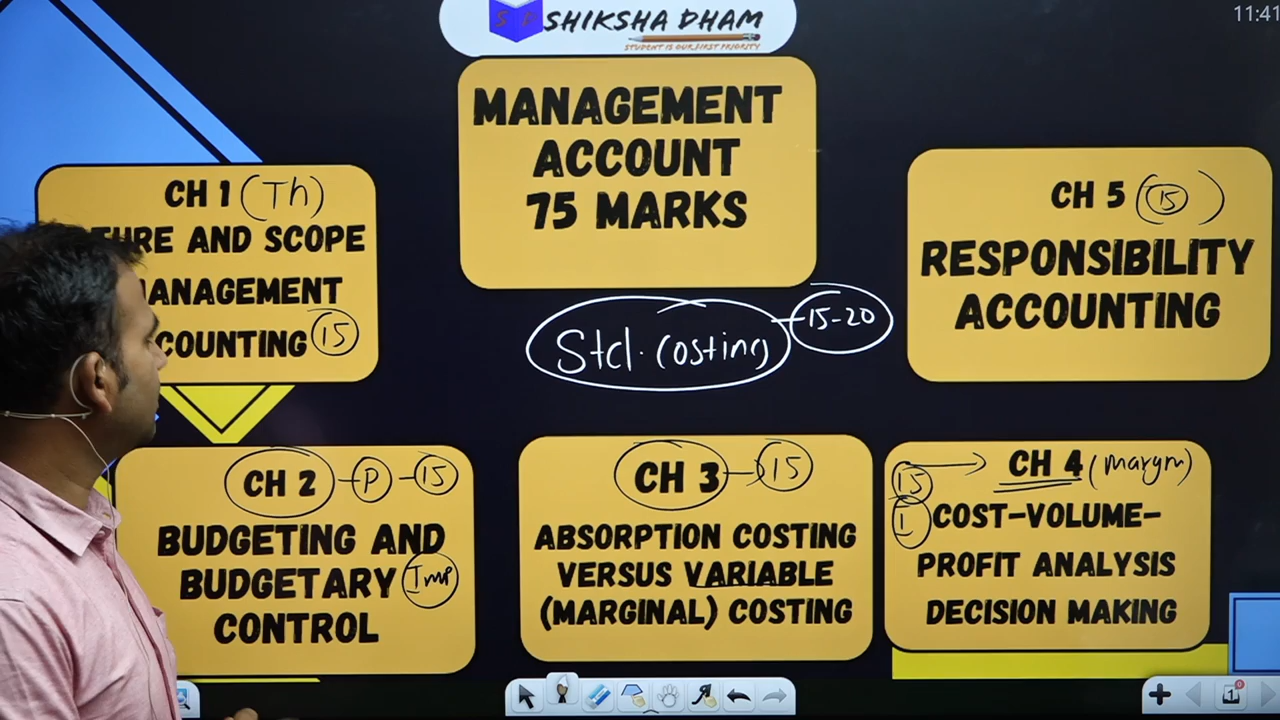 SHIKSHA DHAM
STUDENT IS OUR FIRST PRIORITY
11:41
MANAGEMENT
ACCOUNT
75 MARKS
CH 1 (Th)
AND SCOPE
COUNTING 15
CH 5 (15)
RESPONSIBILITY
ACCOUNTING
Std. Costing 15-20
CH 2 - P - 15
BUDGETING AND
BUDGETARY Imp
CONTROL
CH 3 15
ABSORPTION COSTING
VERSUS VARIABLE
(MARGINAL) COSTING
15 CH 4
I COST-VOLUME-
PROFIT ANALYSIS
DECISION MAKING
1